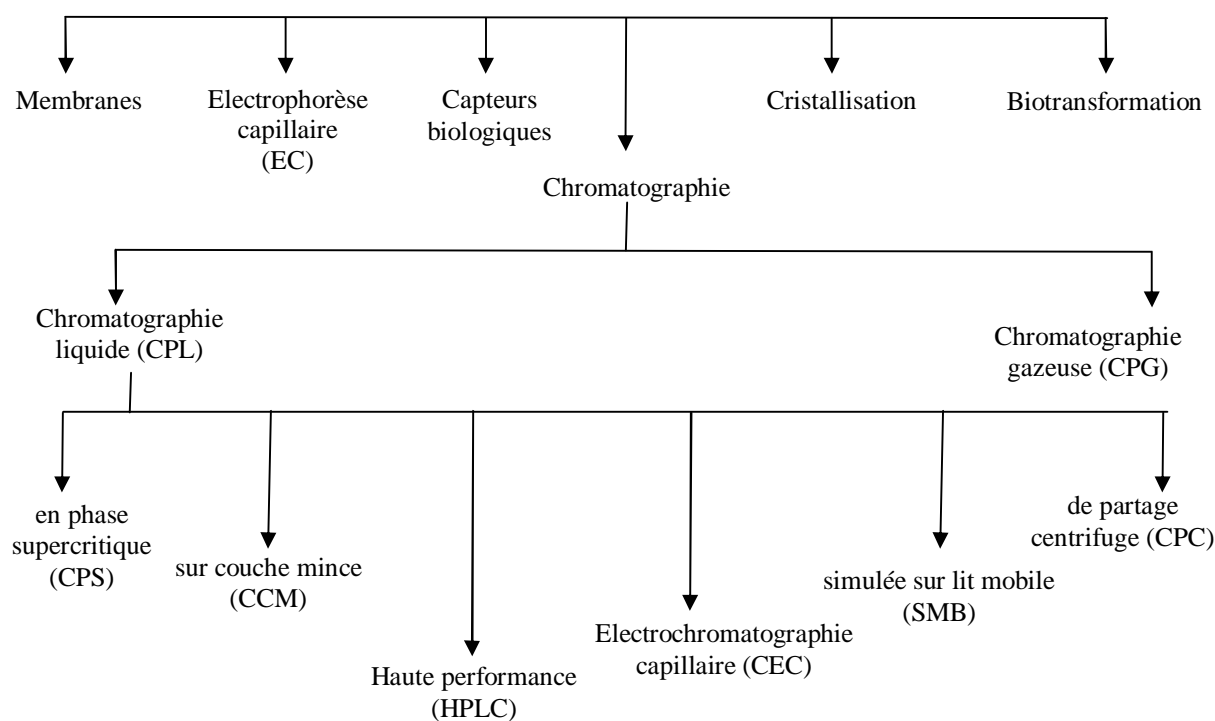 Membranes
Electrophorèse
capillaire
(EC)
Capteurs
biologiques
Cristallisation
Biotransformation
Chromatographie
Chromatographie
liquide (CPL)
Chromatographie
gazeuse (CPG)
en phase
supercritique
(CPS)
sur couche mince
(CCM)
Haute performance
(HPLC)
Electrochromatographie
capillaire (CEC)
simulée sur lit mobile
(SMB)
de partage
centrifuge (CPC)